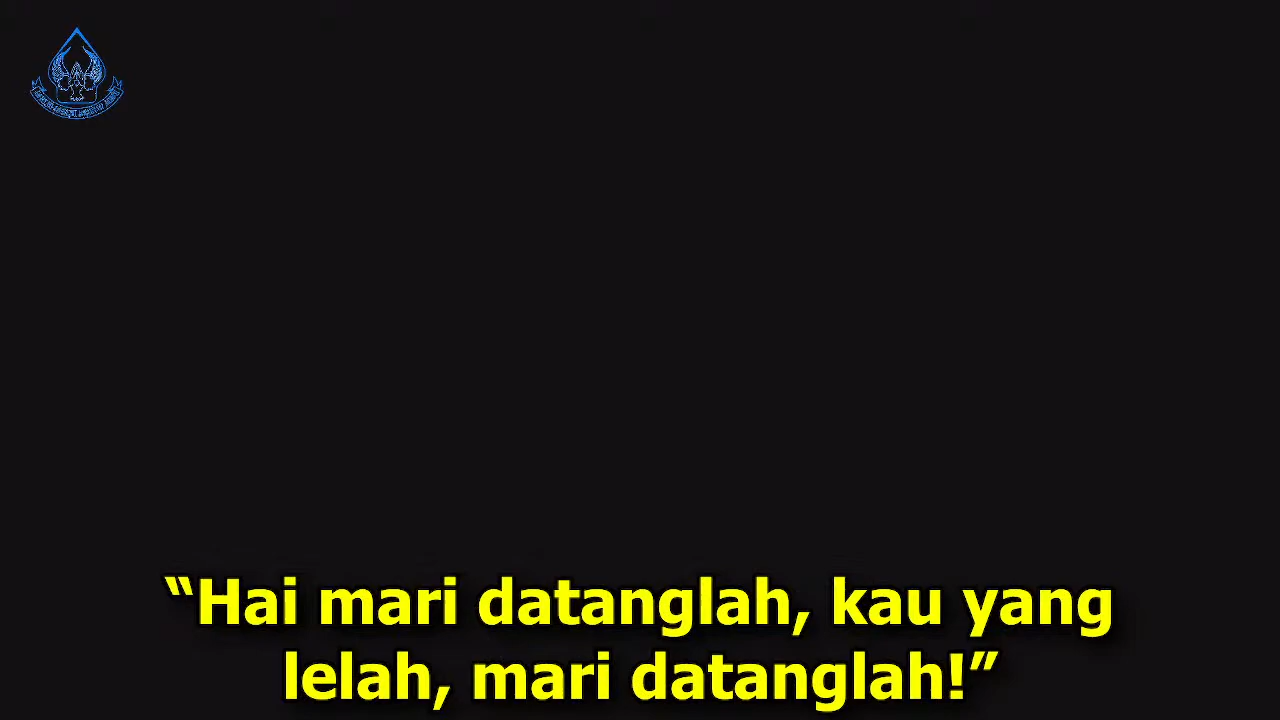 “Hai mari datanglah, kau yang
lelah, mari datanglah!”